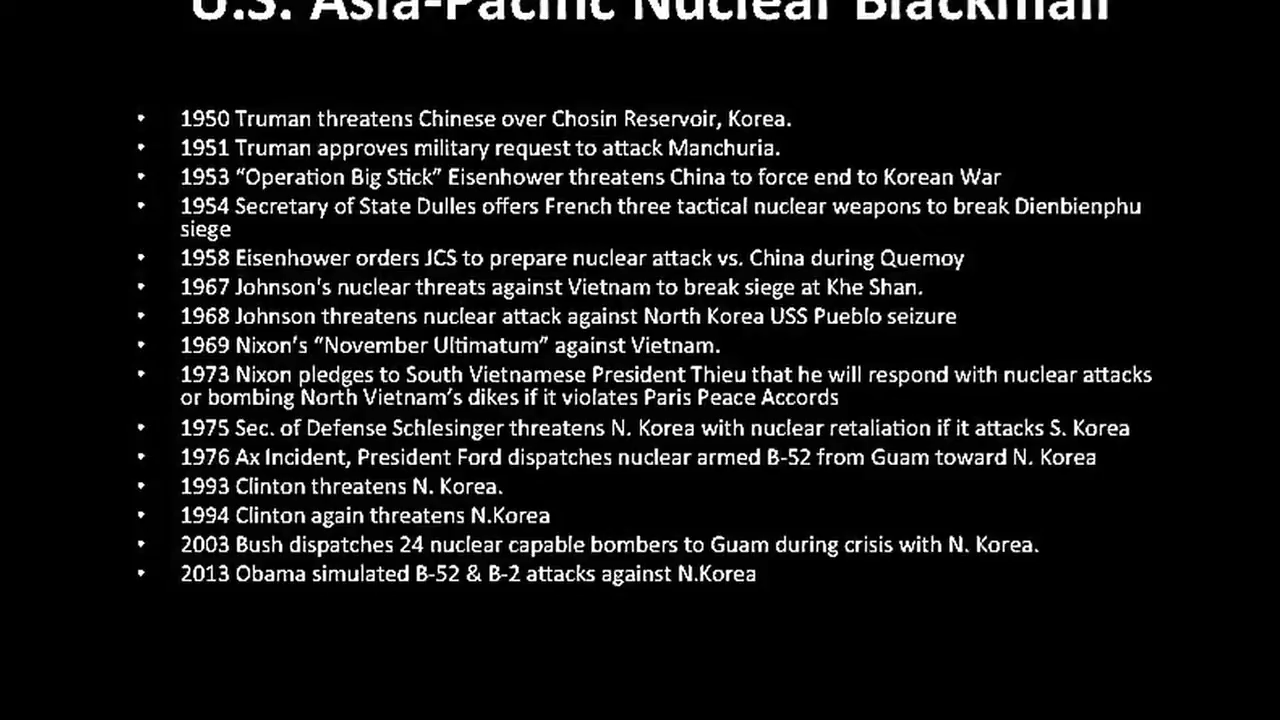 U.S. Asia-Pacific Nuclear Blackmail
• 1950 Truman threatens Chinese over Chosin Reservoir, Korea.
• 1951 Truman approves military request to attack Manchuria.
• 1953 “Operation Big Stick” Eisenhower threatens China to force end to Korean War
• 1954 Secretary of State Dulles offers French three tactical nuclear weapons to break Dienbienphu
siege
• 1958 Eisenhower orders JCS to prepare nuclear attack vs. China during Quemoy
• 1967 Johnson's nuclear threats against Vietnam to break siege at Khe Shan.
• 1968 Johnson threatens nuclear attack against North Korea USS Pueblo seizure
• 1969 Nixon's “November Ultimatum” against Vietnam.
• 1973 Nixon pledges to South Vietnamese President Thieu that he will respond with nuclear attacks
or bombing North Vietnam's dikes if it violates Paris Peace Accords
• 1975 Sec. of Defense Schlesinger threatens N. Korea with nuclear retaliation if it attacks S. Korea
• 1976 Ax Incident, President Ford dispatches nuclear armed B-52 from Guam toward N. Korea
• 1993 Clinton threatens N. Korea.
• 1994 Clinton again threatens N.Korea
• 2003 Bush dispatches 24 nuclear capable bombers to Guam during crisis with N. Korea.
• 2013 Obama simulated B-52 & B-2 attacks against N.Korea